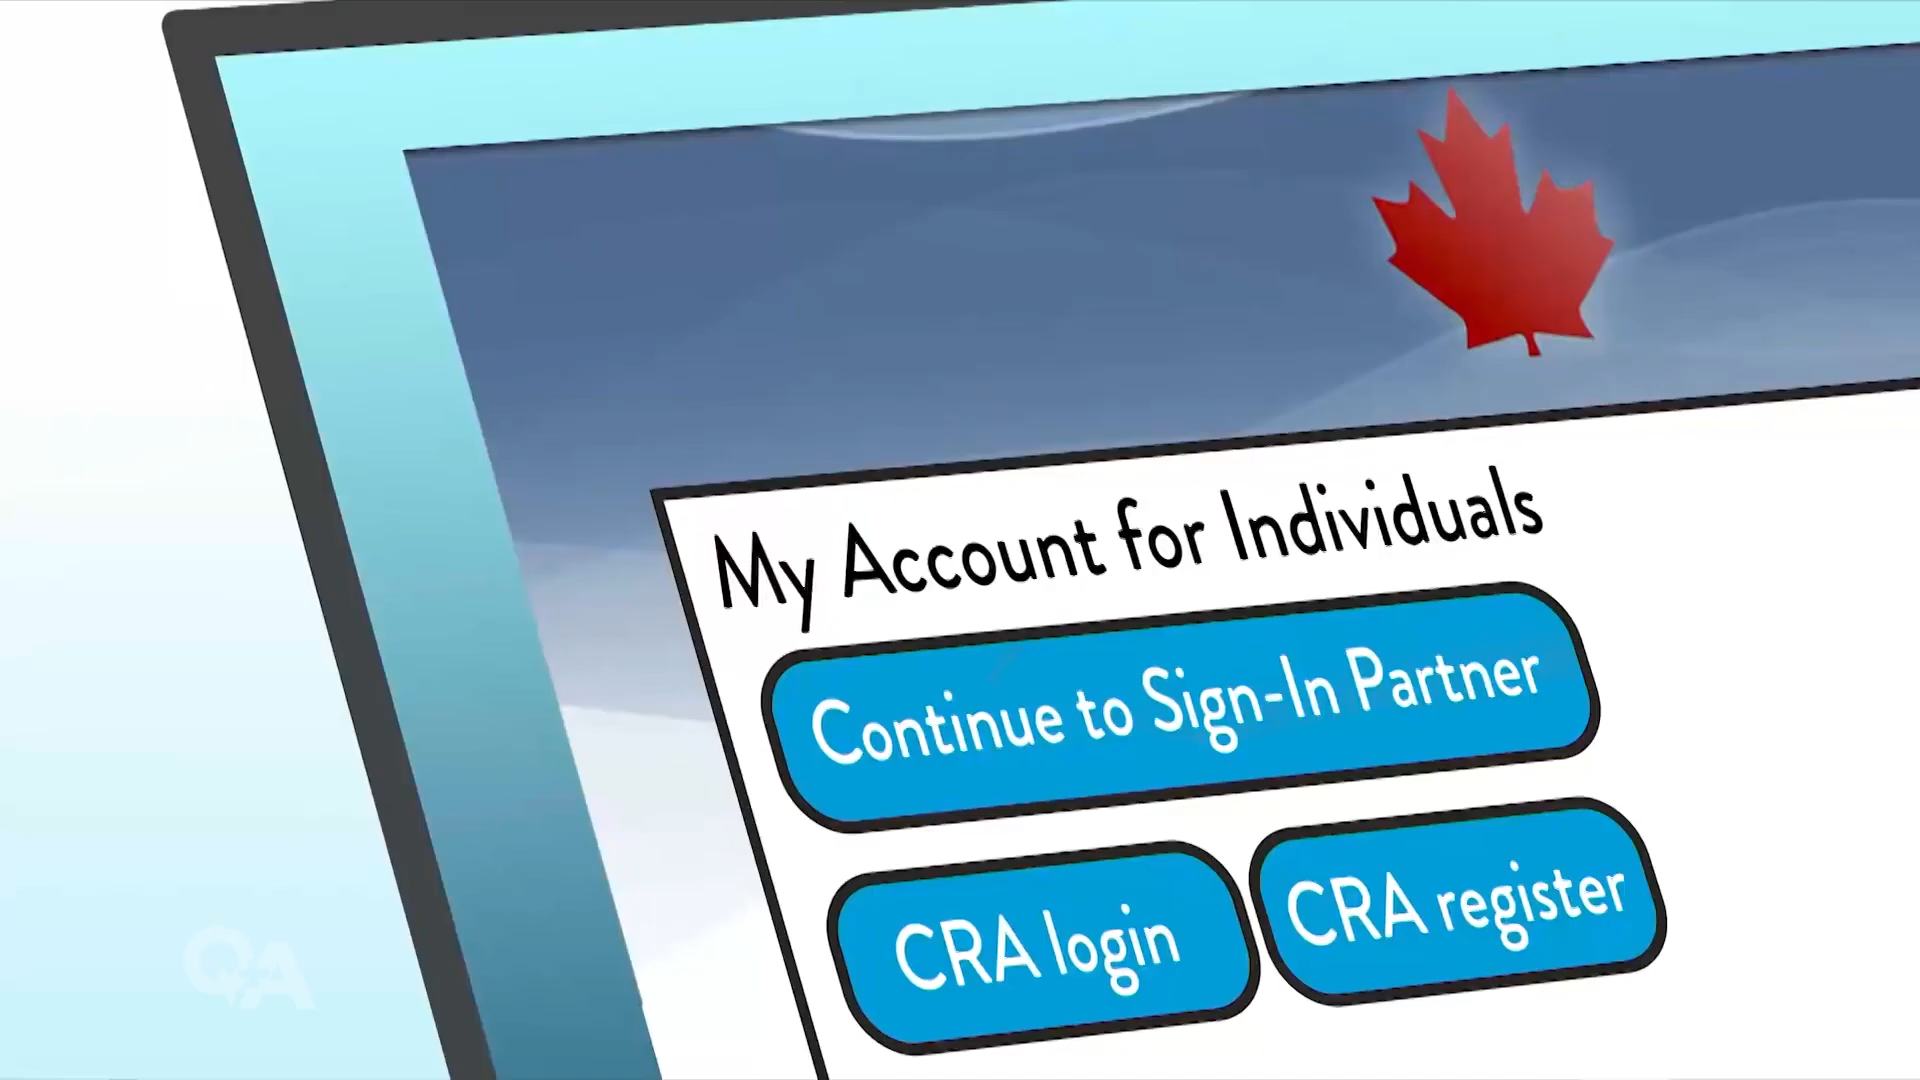 My Account for Individuals
Continue to Sign-In Partner
CRA login
CRA register
Q+A